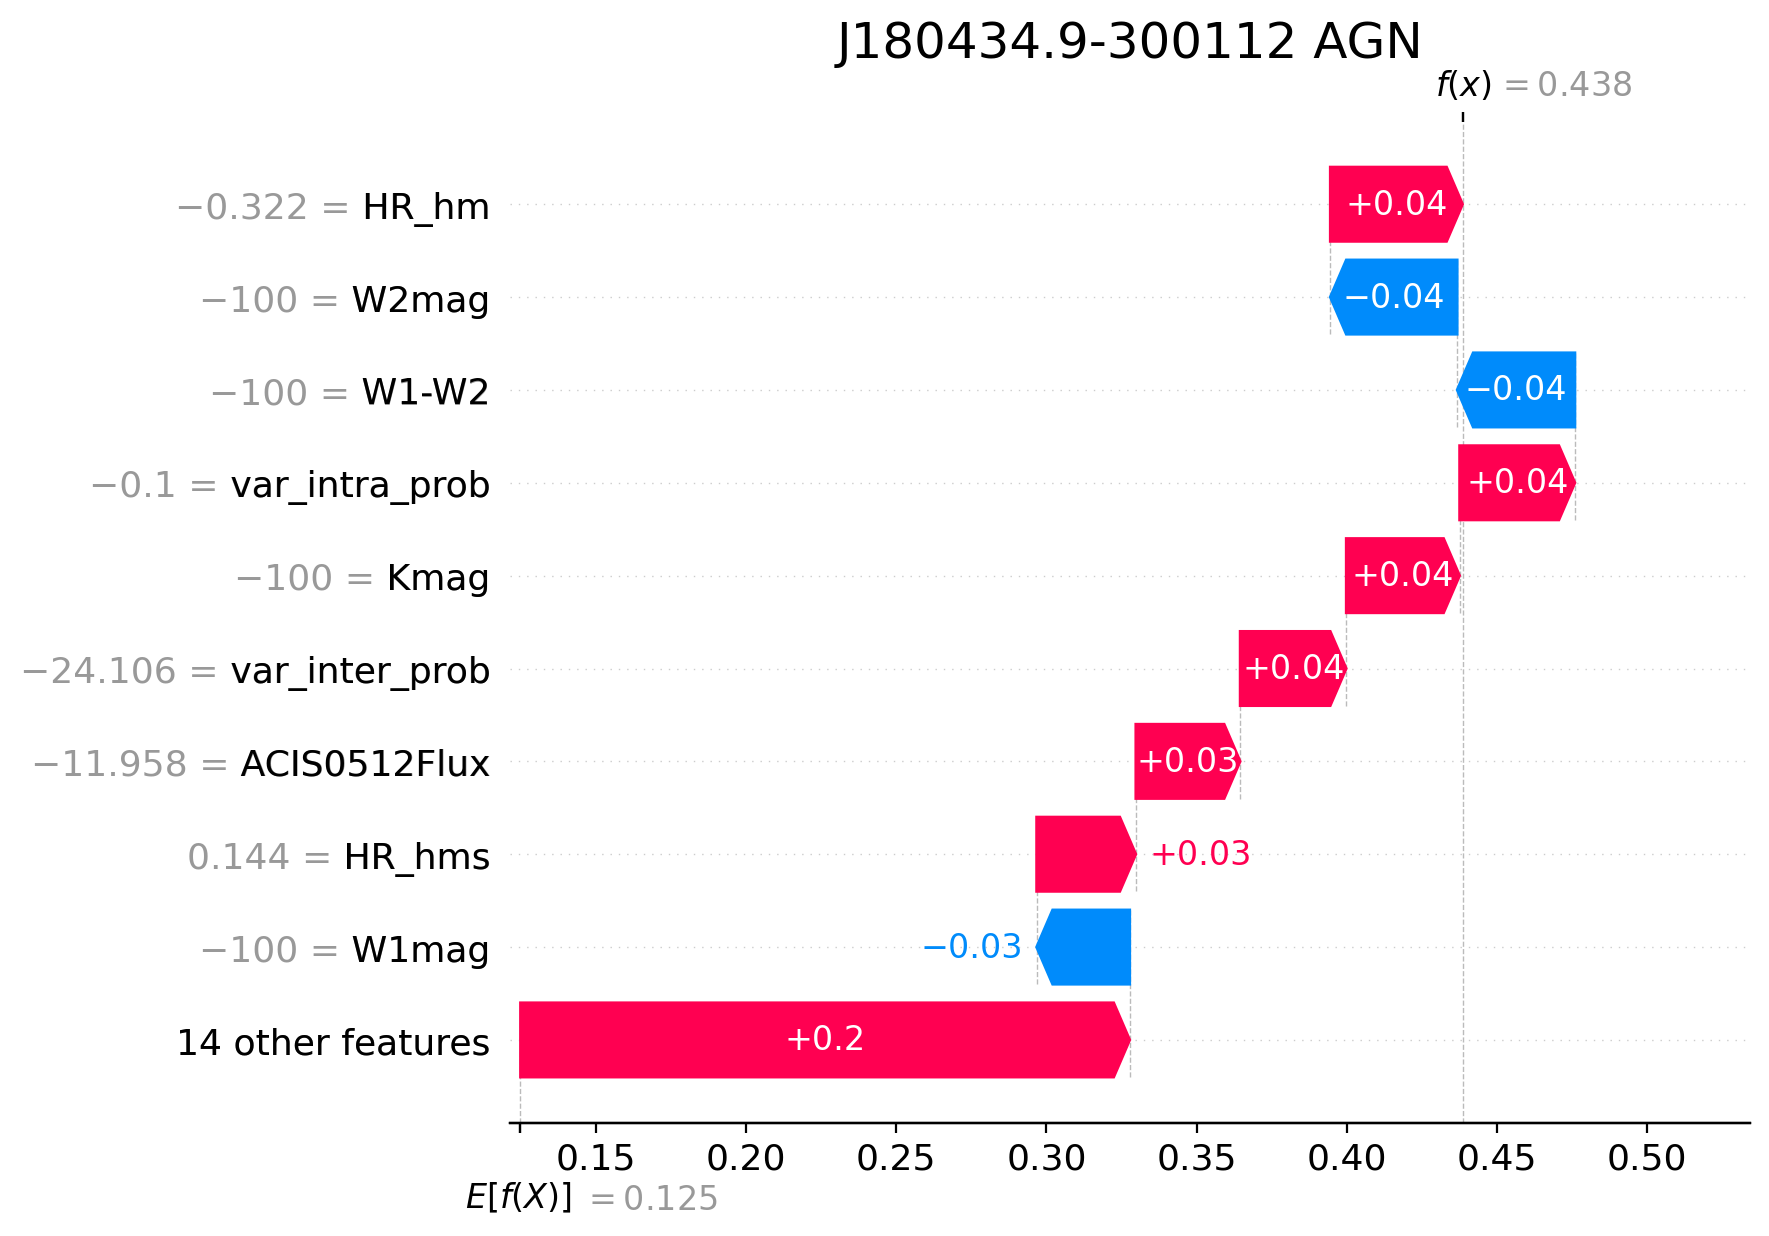 J180434.9-300112 AGN
f(x) = 0.438
−0.322 = HR_hm +0.04
−100 = W2mag −0.04
−100 = W1-W2 −0.04
−0.1 = var_intra_prob +0.04
−100 = Kmag +0.04
−24.106 = var_inter_prob +0.04
−11.958 = ACIS0512Flux +0.03
0.144 = HR_hms +0.03
−100 = W1mag −0.03
14 other features +0.2
0.15 0.20 0.25 0.30 0.35 0.40 0.45 0.50
E[f(X)] = 0.125